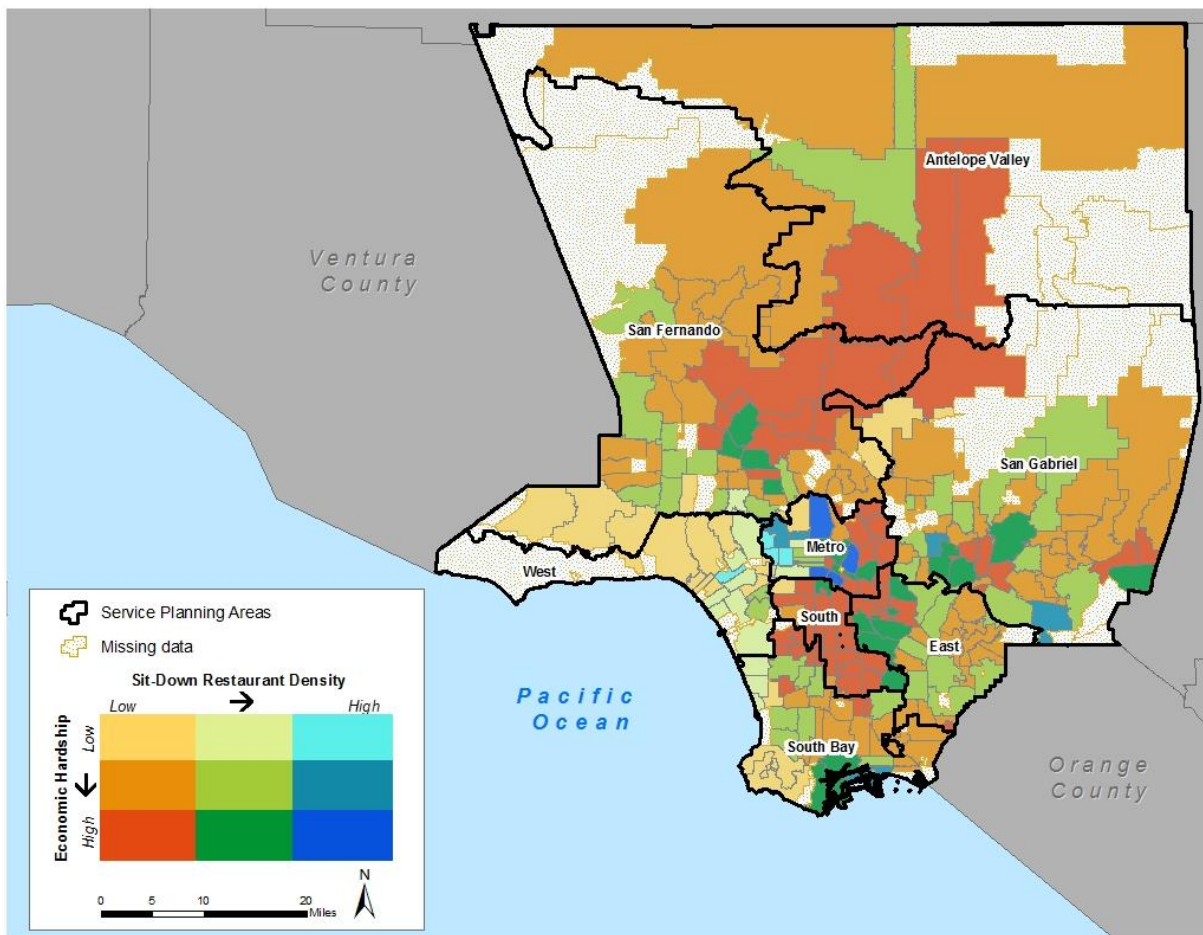 Antelope Valley
Ventura
County
San Fernando
San Gabriel
Metro
West
South
East
Pacific
Ocean
South Bay
Orange
County
Service Planning Areas
Missing data
Sit-Down Restaurant Density
Low
High
Economic Hardship
Low
High
N
0 5 10 20
Miles